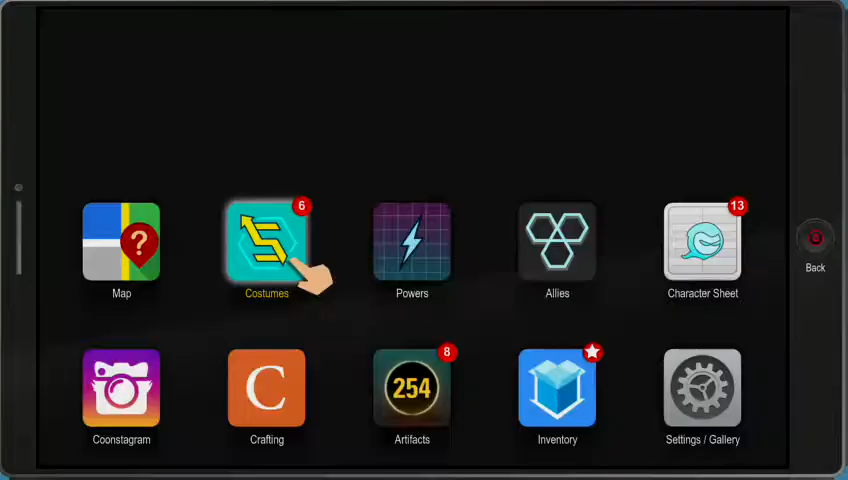 6
13
?
Map
Costumes
Powers
Allies
Character Sheet
Back
8
C
254
Coonstagram
Crafting
Artifacts
Inventory
Settings / Gallery